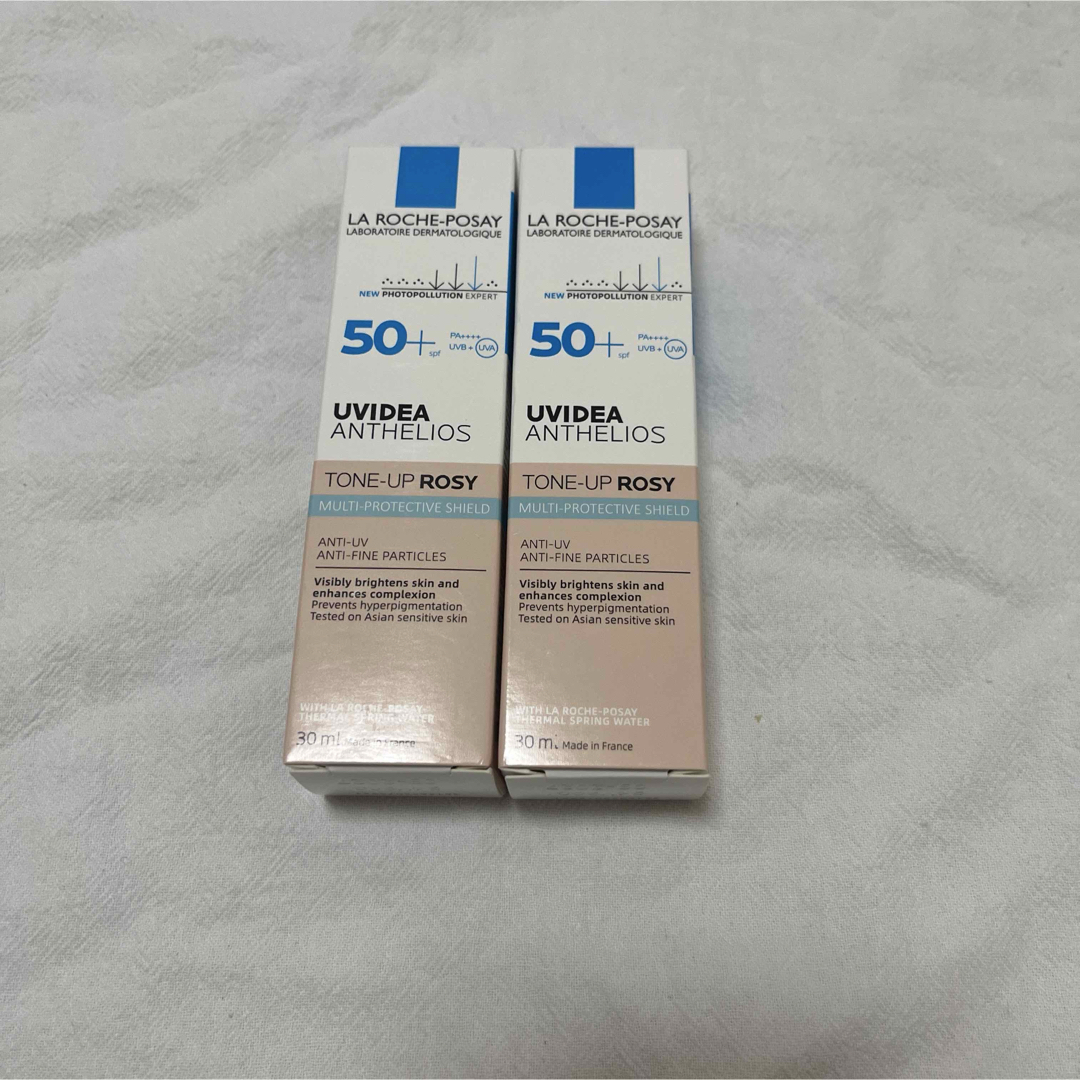 LA ROCHE-POSAY
LABORATOIRE DERMATOLOGIQUE
NEW PHOTOPOLLUTION EXPERT
50+ spf
PA++++
UVB + UVA
UVIDEA
ANTHELIOS
TONE-UP ROSY
MULTI-PROTECTIVE SHIELD
ANTI-UV
ANTI-FINE PARTICLES
Visibly brightens skin and
enhances complexion
Prevents hyperpigmentation
Tested on Asian sensitive skin
WITH LA ROCHE-POSAY
THERMAL SPRING WATER
30 ml Made in France
LA ROCHE-POSAY
LABORATOIRE DERMATOLOGIQUE
NEW PHOTOPOLLUTION EXPERT
50+ spf
PA++++
UVB + UVA
UVIDEA
ANTHELIOS
TONE-UP ROSY
MULTI-PROTECTIVE SHIELD
ANTI-UV
ANTI-FINE PARTICLES
Visibly brightens skin and
enhances complexion
Prevents hyperpigmentation
Tested on Asian sensitive skin
WITH LA ROCHE-POSAY
THERMAL SPRING WATER
30 ml Made in France